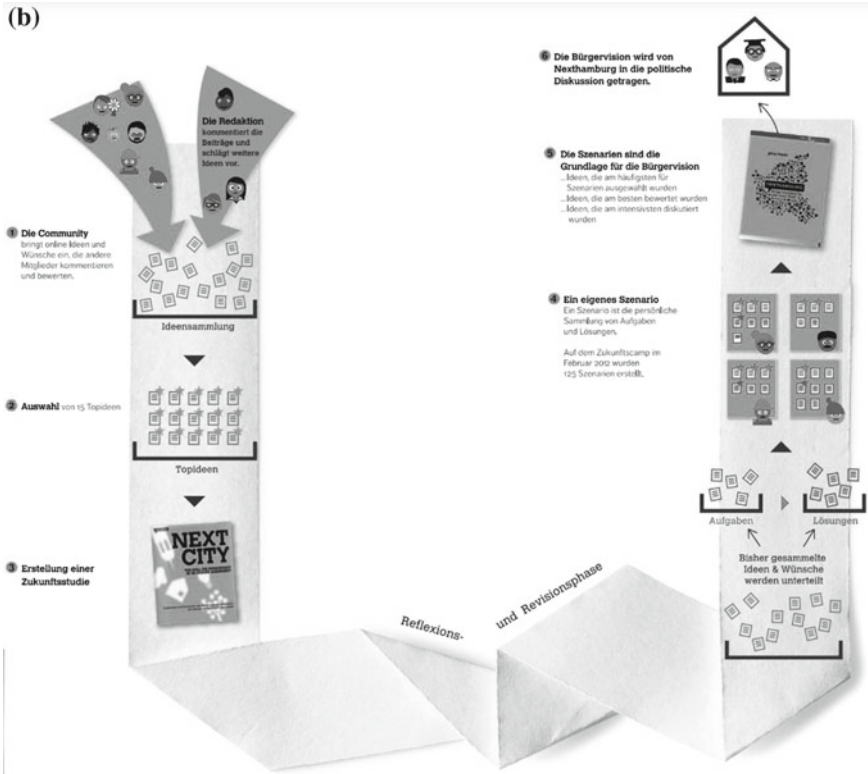 (b)
Die Redaktion
kommentiert die
Beiträge und
schlägt weitere
Ideen vor.
1 Die Community
bringt online Ideen und
Wünsche ein, die andere
Mitglieder kommentieren
und bewerten.
Ideensammlung
2 Auswahl von 15 Topideen
Topideen
3 Erstellung einer
Zukunftsstudie
NEXT
CITY
Reflexions-
und Revisionsphase
Bisher gesammelte
Ideen & Wünsche
werden unterteilt
Aufgaben
Lösungen
4 Ein eigenes Szenario
Ein Szenario ist die persönliche
Sammlung von Aufgaben
und Lösungen.
Auf dem Zukunftscamp im
Februar 2012 wurden
125 Szenarien erstellt.
5 Die Szenarien sind die
Grundlage für die Bürgervision
...Ideen, die am häufigsten für
Szenarien ausgewählt wurden
...Ideen, die am besten bewertet wurden
...Ideen, die am intensivsten diskutiert
wurden
6 Die Bürgervision wird von
Nexthamburg in die politische
Diskussion getragen.